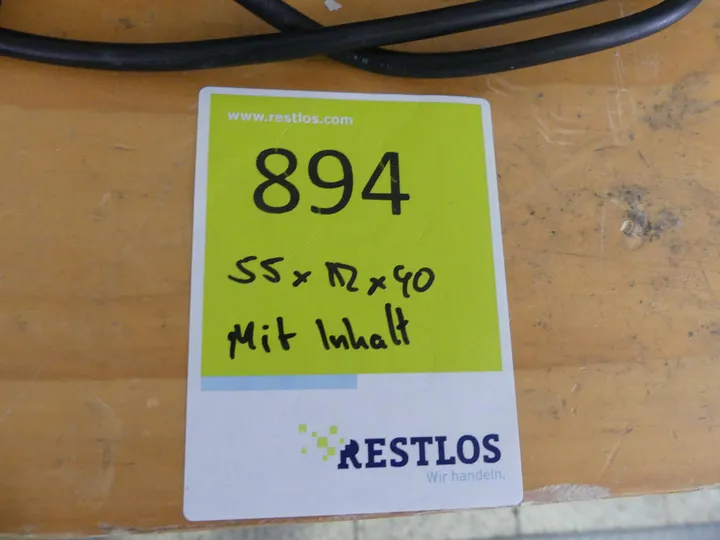 www.restlos.com
894
55 x 112 x 90
Mit Inhalt
RESTLOS
Wir handeln.